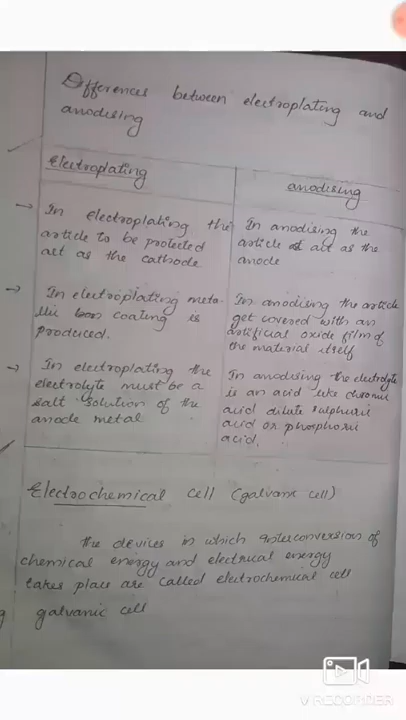 Differences between electroplating and
anodising
Electroplating
anodising
→ In electroplating the
article to be protected
act as the cathode
In anodising the
article act as the
anode
→ In electroplating meta
llic coating is
produced.
In anodising the article
get covered with an
artificial oxide film of
the material itself
→ In electroplating the
electrolyte must be a
salt solution of the
anode metal
In anodising the electrolyte
is an acid like chromic
acid dilute sulphuric
acid or phosphoric
acid.
Electrochemical cell (galvanic cell)
The devices in which interconversion of
chemical energy and electrical energy
takes place are called electrochemical cell
g galvanic cell
V RECORDER